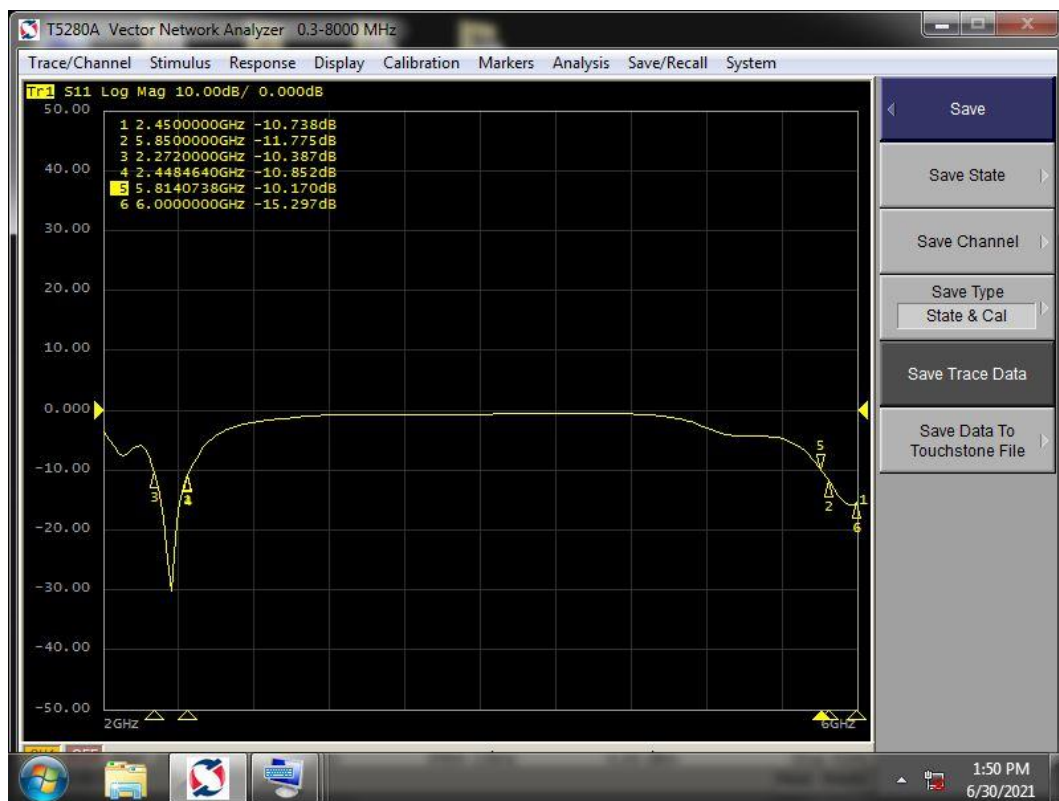 T5280A Vector Network Analyzer 0.3-8000 MHz
Trace/Channel Stimulus Response Display Calibration Markers Analysis Save/Recall System
Tr1 S11 Log Mag 10.00dB/ 0.000dB
50.00
1 2.4500000GHz -10.738dB
2 5.8500000GHz -11.775dB
3 2.2720000GHz -10.387dB
4 2.4484640GHz -10.852dB
5 5.8140738GHz -10.170dB
6 6.0000000GHz -15.297dB
40.00
30.00
20.00
10.00
0.000
-10.00
-20.00
-30.00
-40.00
-50.00
3
5
2
1
6
2GHz
6GHz
Save
Save State
Save Channel
Save Type
State & Cal
Save Trace Data
Save Data To
Touchstone File
1:50 PM
6/30/2021